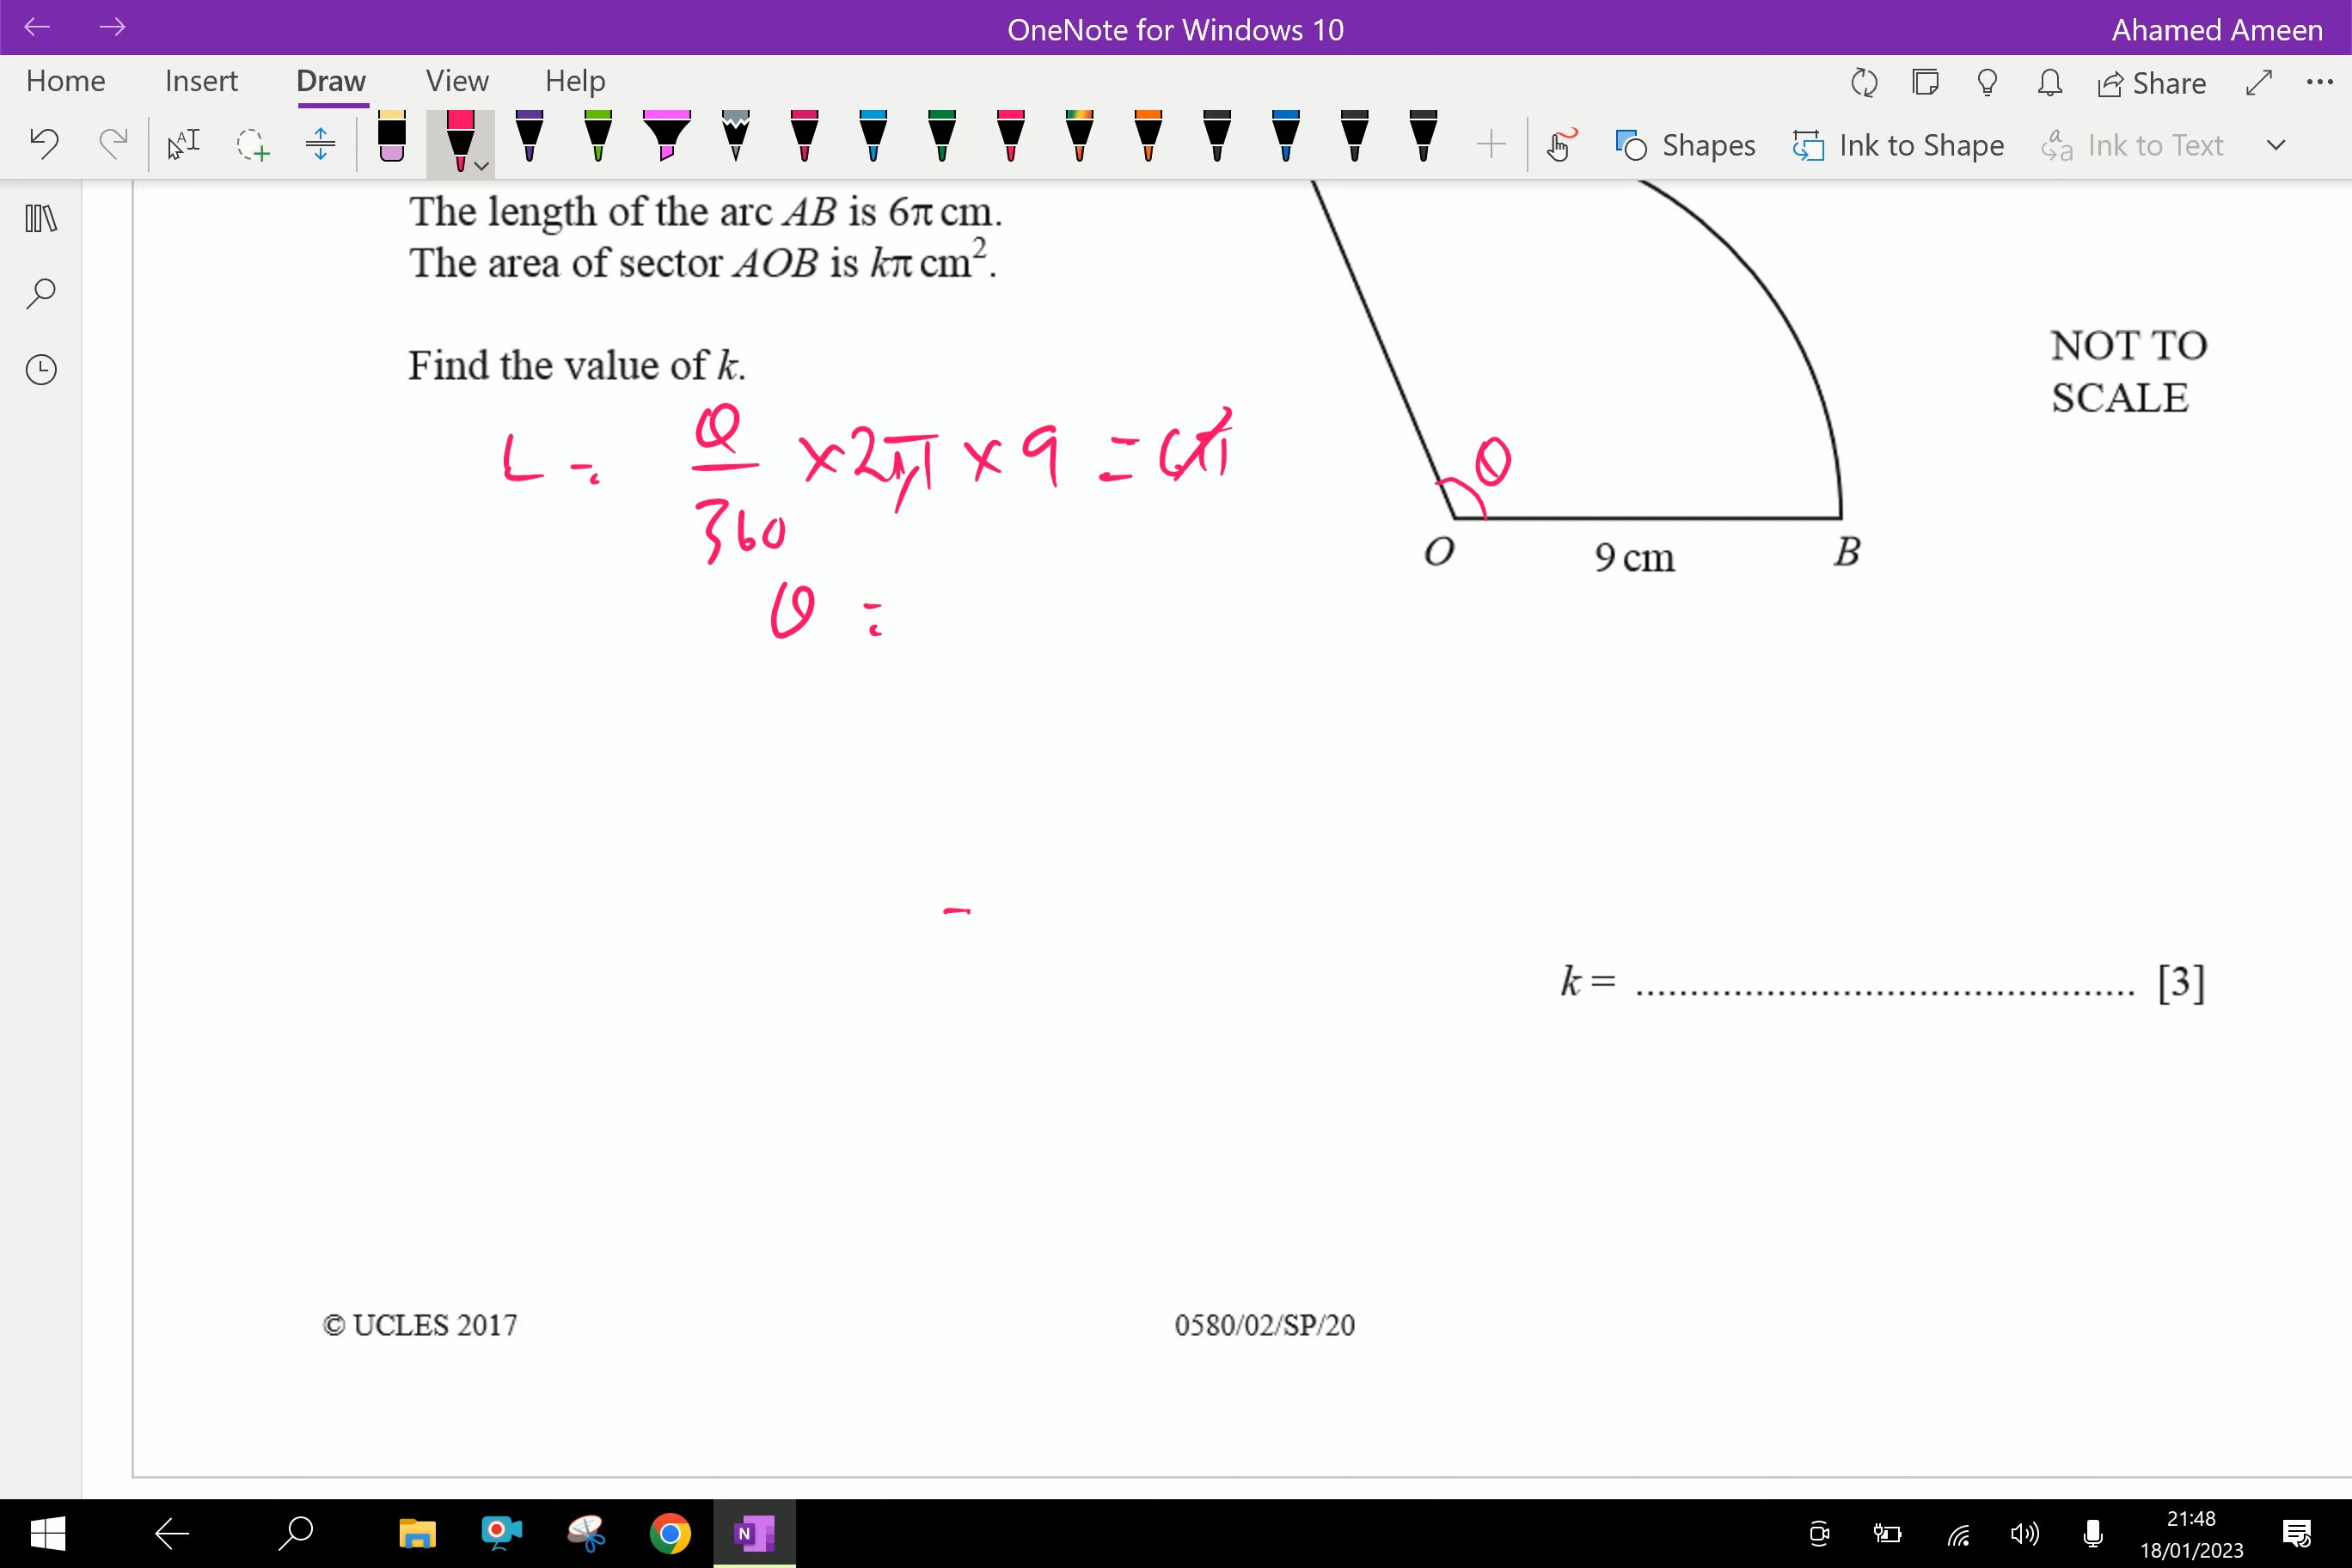 OneNote for Windows 10
Ahamed Ameen
Home Insert Draw View Help
Share
Shapes Ink to Shape Ink to Text
The length of the arc AB is 6π cm.
The area of sector AOB is kπ cm².
Find the value of k.
NOT TO
SCALE
L = θ/360 × 2π × 9 = 6π
θ
O 9 cm B
θ =
k = ........................................ [3]
© UCLES 2017
0580/02/SP/20
21:48
18/01/2023